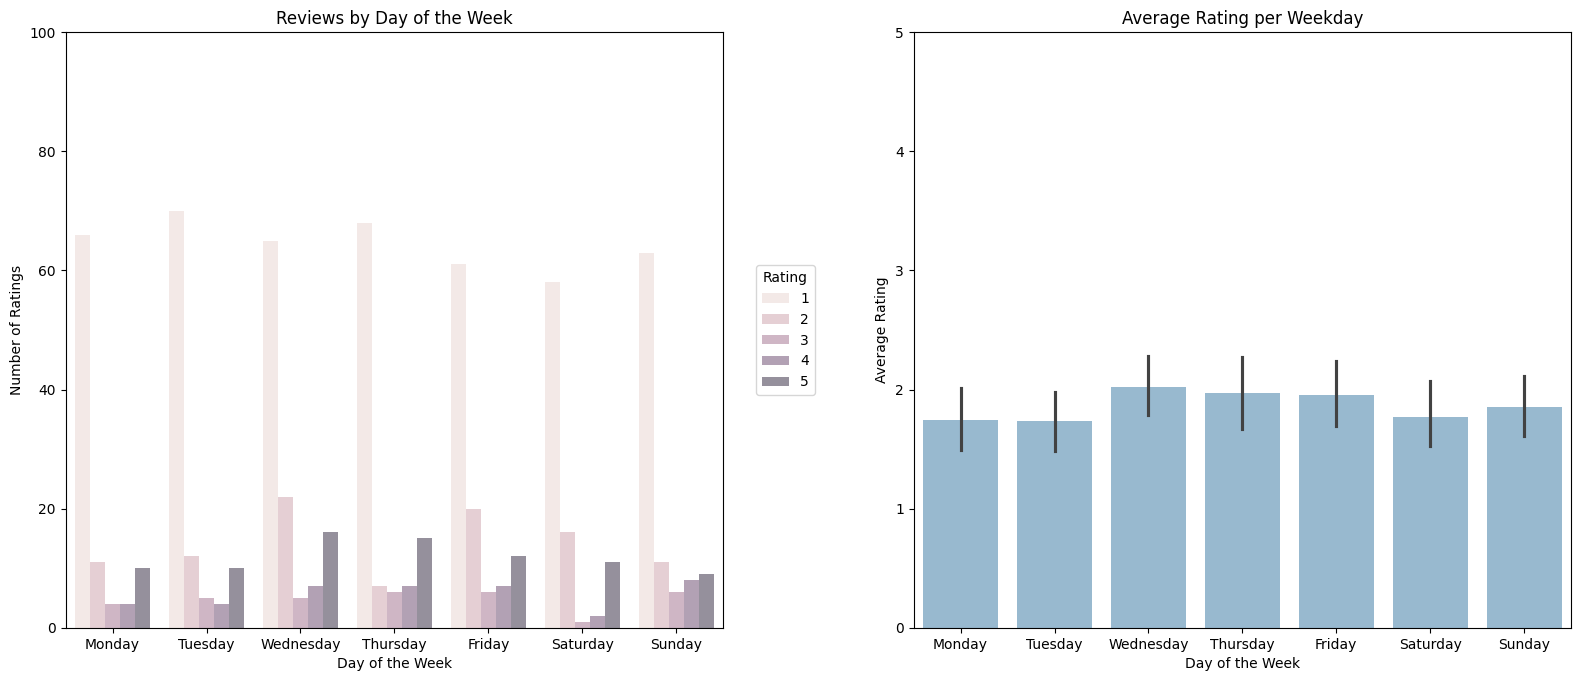 Reviews by Day of the Week
Number of Ratings
100
80
60
40
20
0
Monday Tuesday Wednesday Thursday Friday Saturday Sunday
Day of the Week
Rating
1
2
3
4
5
Average Rating per Weekday
Average Rating
5
4
3
2
1
0
Monday Tuesday Wednesday Thursday Friday Saturday Sunday
Day of the Week